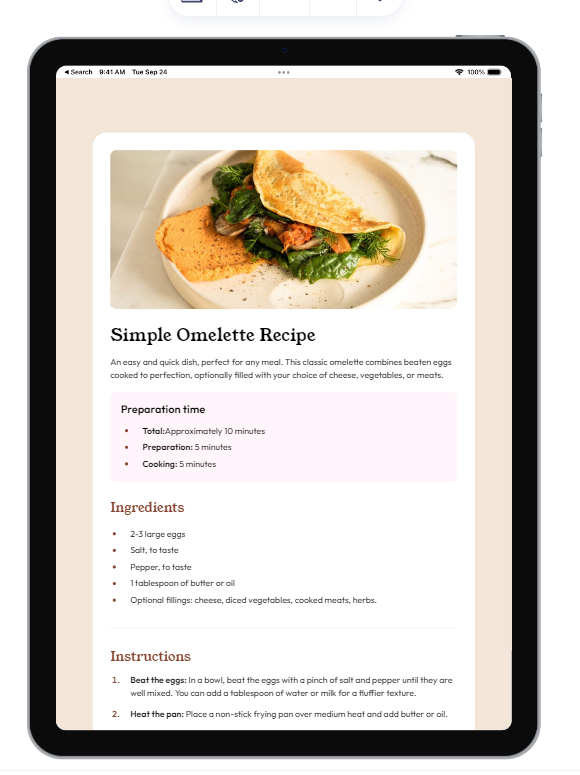 Search 9:41 AM Tue Sep 24 100%
Simple Omelette Recipe
An easy and quick dish, perfect for any meal. This classic omelette combines beaten eggs
cooked to perfection, optionally filled with your choice of cheese, vegetables, or meats.
Preparation time
• Total:Approximately 10 minutes
• Preparation: 5 minutes
• Cooking: 5 minutes
Ingredients
• 2-3 large eggs
• Salt, to taste
• Pepper, to taste
• 1 tablespoon of butter or oil
• Optional fillings: cheese, diced vegetables, cooked meats, herbs.
Instructions
1. Beat the eggs: In a bowl, beat the eggs with a pinch of salt and pepper until they are
well mixed. You can add a tablespoon of water or milk for a fluffier texture.
2. Heat the pan: Place a non-stick frying pan over medium heat and add butter or oil.